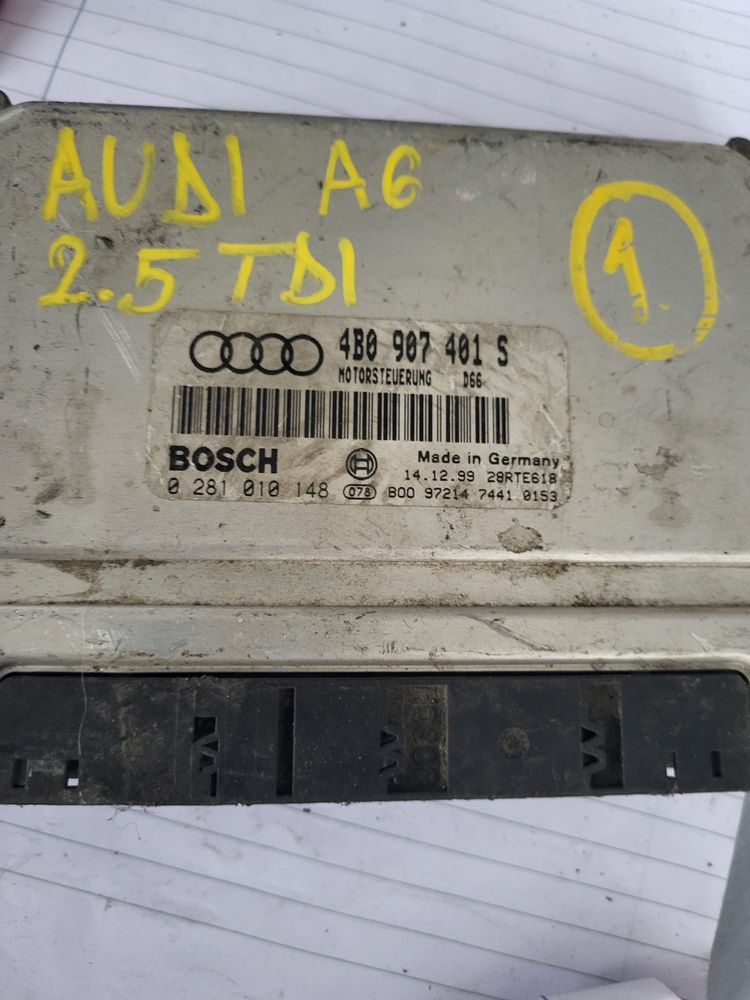 AUDI A6
2.5 TDI
1.
4B0 907 401 S
MOTORSTEUERUNG D66
BOSCH
Made in Germany
14.12.99 28RTE618
0 281 010 148 078 B00 97214 7441 0153